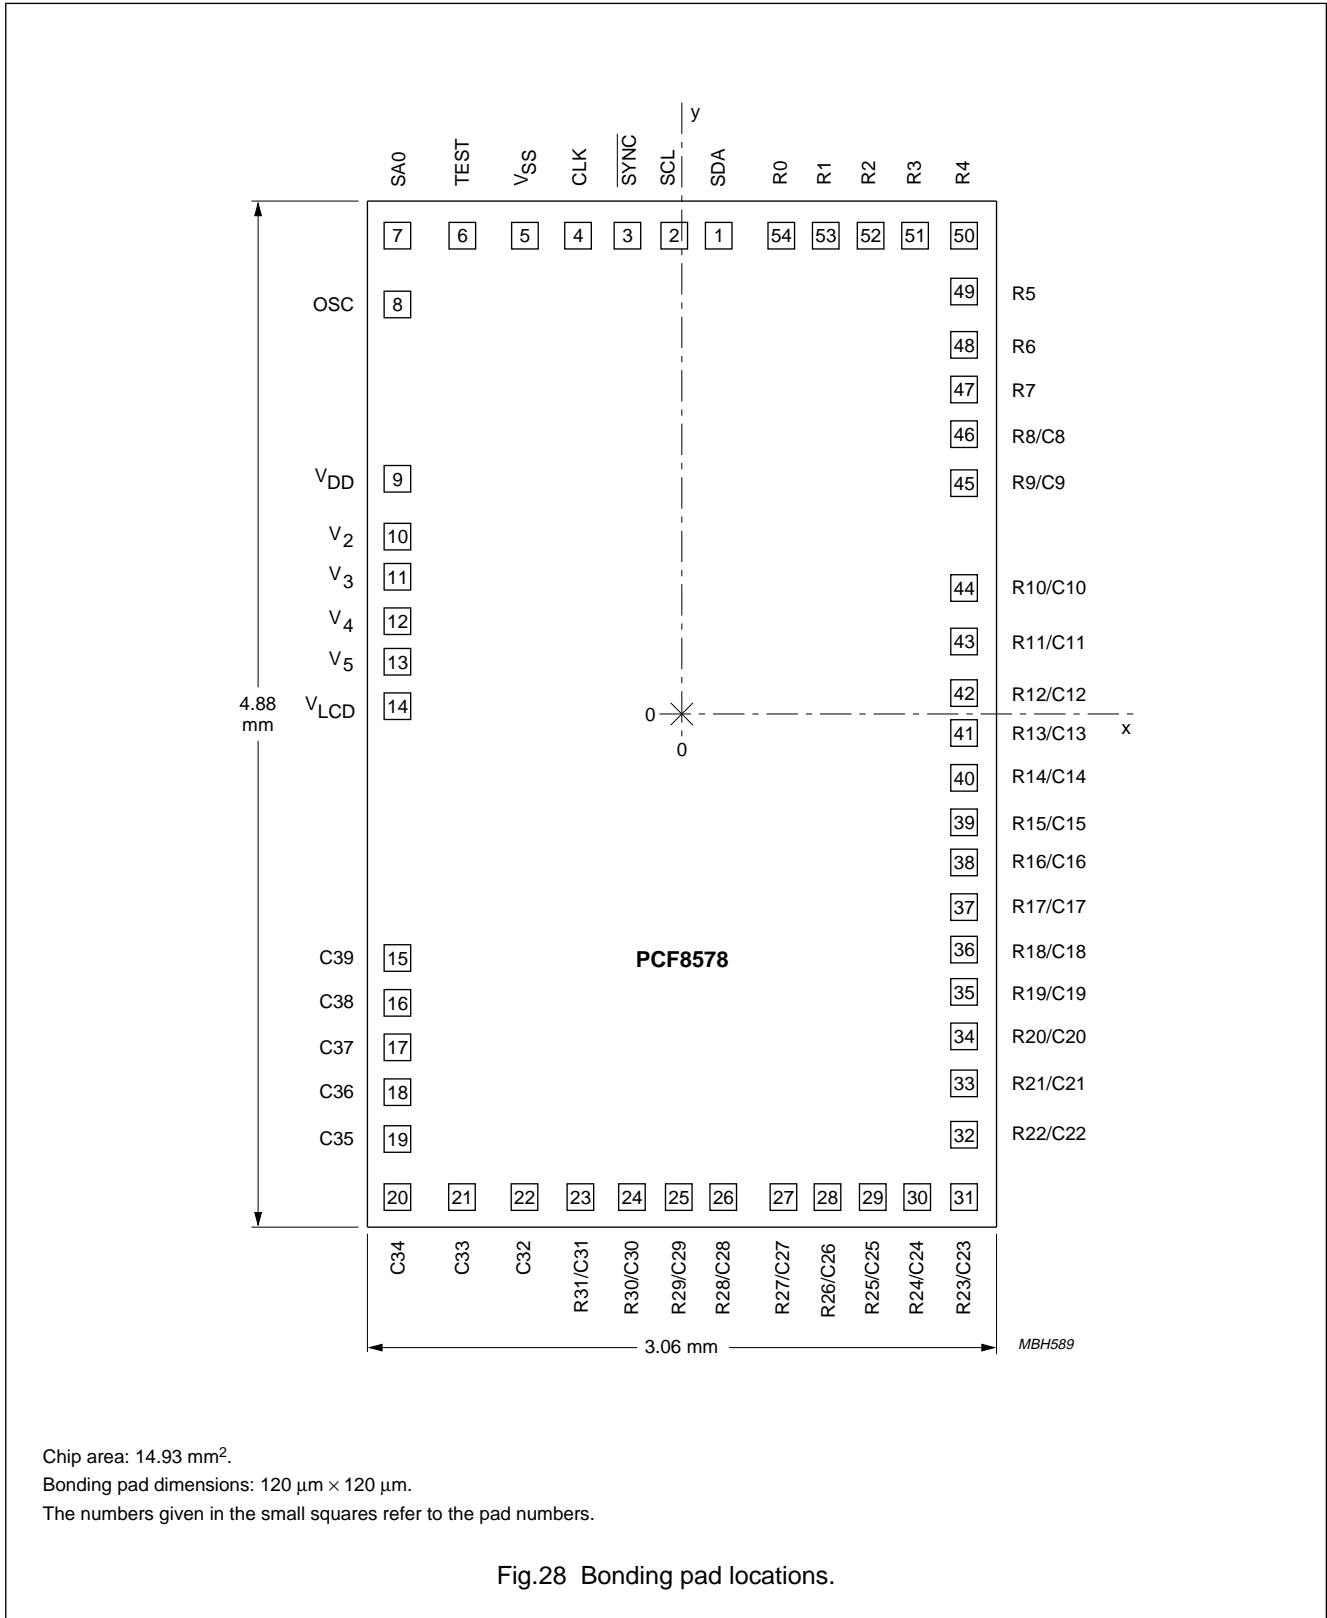 y
SA0 TEST VSS CLK SYNC SCL SDA R0 R1 R2 R3 R4
7 6 5 4 3 2 1 54 53 52 51 50
49 R5
OSC 8
48 R6
47 R7
46 R8/C8
VDD 9
45 R9/C9
V2 10
V3 11
44 R10/C10
V4 12
43 R11/C11
V5 13
42 R12/C12
4.88
mm
VLCD 14
0
x
41 R13/C13
0
40 R14/C14
39 R15/C15
38 R16/C16
37 R17/C17
36 R18/C18
C39 15
PCF8578
35 R19/C19
C38 16
34 R20/C20
C37 17
33 R21/C21
C36 18
32 R22/C22
C35 19
20 21 22 23 24 25 26 27 28 29 30 31
C34 C33 C32 R31/C31 R30/C30 R29/C29 R28/C28 R27/C27 R26/C26 R25/C25 R24/C24 R23/C23
3.06 mm
MBH589
Chip area: 14.93 mm2.
Bonding pad dimensions: 120 µm × 120 µm.
The numbers given in the small squares refer to the pad numbers.
Fig.28 Bonding pad locations.